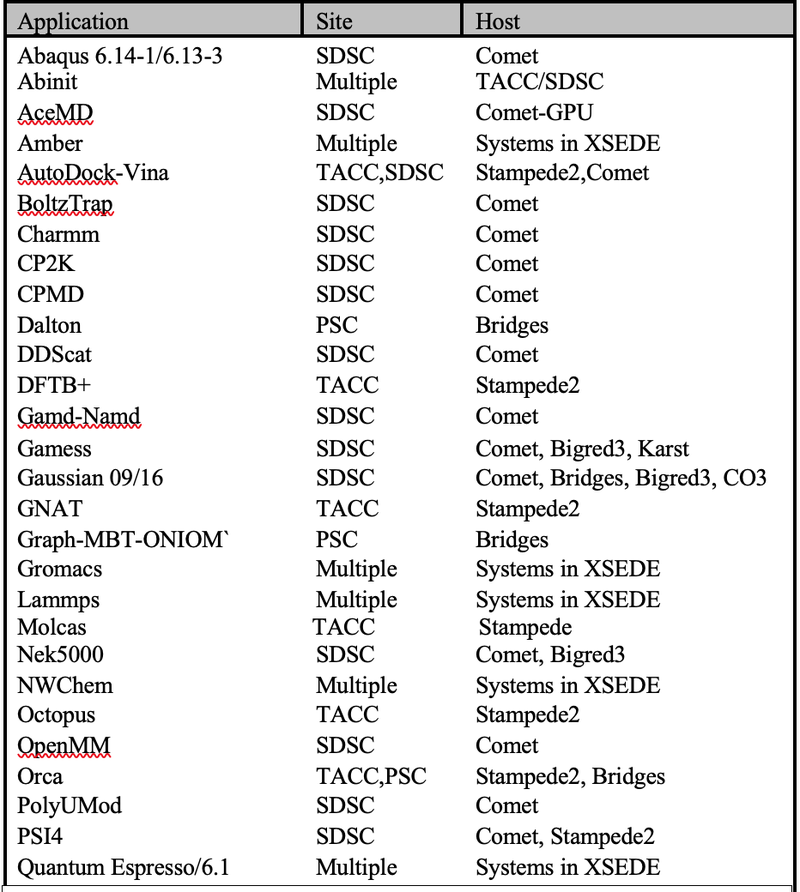 Application Site Host
Abaqus 6.14-1/6.13-3 SDSC Comet
Abinit Multiple TACC/SDSC
AceMD SDSC Comet-GPU
Amber Multiple Systems in XSEDE
AutoDock-Vina TACC,SDSC Stampede2,Comet
BoltzTrap SDSC Comet
Charmm SDSC Comet
CP2K SDSC Comet
CPMD SDSC Comet
Dalton PSC Bridges
DDScat SDSC Comet
DFTB+ TACC Stampede2
Gamd-Namd SDSC Comet
Gamess SDSC Comet, Bigred3, Karst
Gaussian 09/16 SDSC Comet, Bridges, Bigred3, CO3
GNAT TACC Stampede2
Graph-MBT-ONIOM` PSC Bridges
Gromacs Multiple Systems in XSEDE
Lammps Multiple Systems in XSEDE
Molcas TACC Stampede
Nek5000 SDSC Comet, Bigred3
NWChem Multiple Systems in XSEDE
Octopus TACC Stampede2
OpenMM SDSC Comet
Orca TACC,PSC Stampede2, Bridges
PolyUMod SDSC Comet
PSI4 SDSC Comet, Stampede2
Quantum Espresso/6.1 Multiple Systems in XSEDE